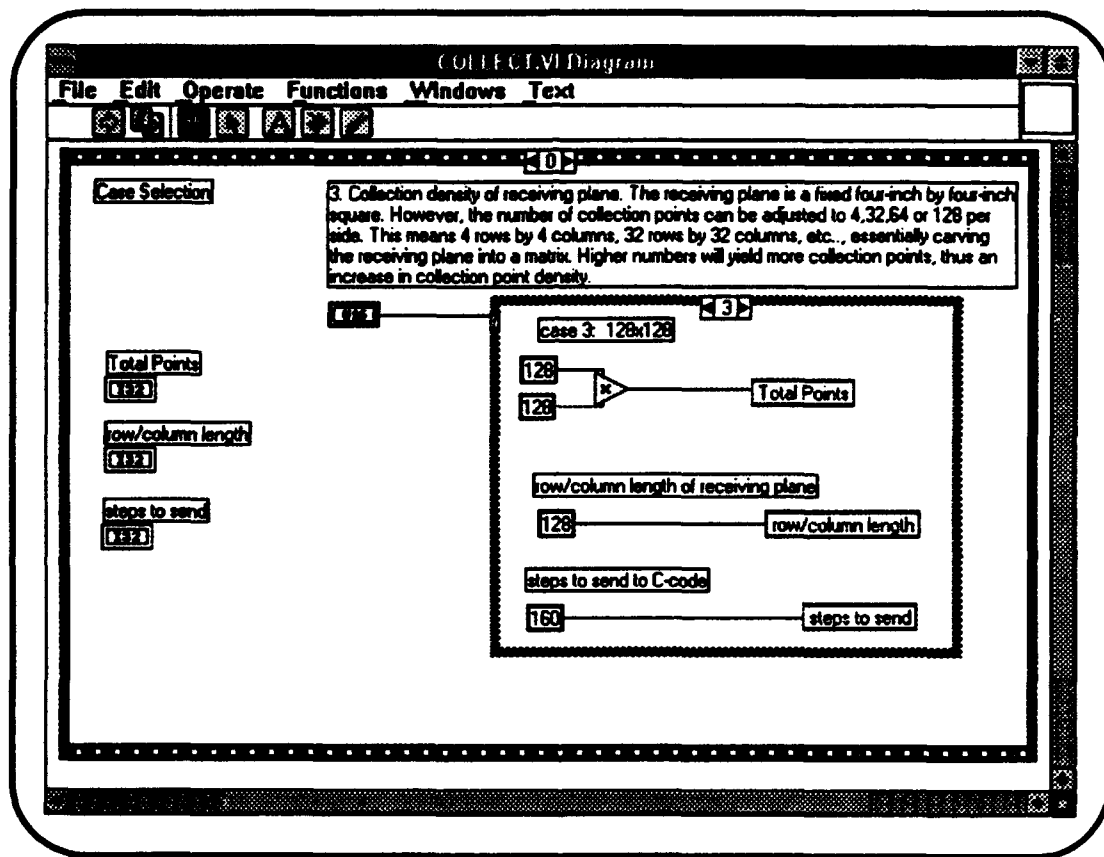 COLLECT.VI Diagram
File Edit Operate Functions Windows Text
A
0
Case Selection
3. Collection density of receiving plane. The receiving plane is a fixed four-inch by four-inch
square. However, the number of collection points can be adjusted to 4,32,64 or 128 per
side. This means 4 rows by 4 columns, 32 rows by 32 columns, etc.., essentially carving
the receiving plane into a matrix. Higher numbers will yield more collection points, thus an
increase in collection point density.
3
case 3: 128x128
Total Points
I32
128
128
x
Total Points
row/column length
I32
row/column length of receiving plane
128
row/column length
steps to send
I32
steps to send to C-code
160
steps to send